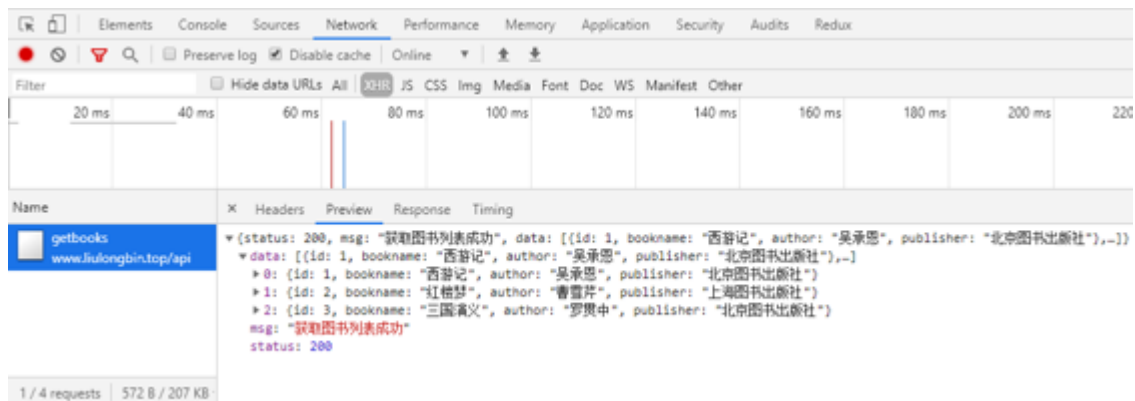 Elements Console Sources Network Performance Memory Application Security Audits Redux
Preserve log Disable cache Online
Filter Hide data URLs All XHR JS CSS Img Media Font Doc WS Manifest Other
20 ms 40 ms 60 ms 80 ms 100 ms 120 ms 140 ms 160 ms 180 ms 200 ms 220
Name × Headers Preview Response Timing
getbooks
www.liulongbin.top/api
▼{status: 200, msg: "获取图书列表成功", data: [{id: 1, bookname: "西游记", author: "吴承恩", publisher: "北京图书出版社"},…]}
▼data: [{id: 1, bookname: "西游记", author: "吴承恩", publisher: "北京图书出版社"},…]
▶0: {id: 1, bookname: "西游记", author: "吴承恩", publisher: "北京图书出版社"}
▶1: {id: 2, bookname: "红楼梦", author: "曹雪芹", publisher: "上海图书出版社"}
▶2: {id: 3, bookname: "三国演义", author: "罗贯中", publisher: "北京图书出版社"}
msg: "获取图书列表成功"
status: 200
1 / 4 requests 572 B / 207 KB